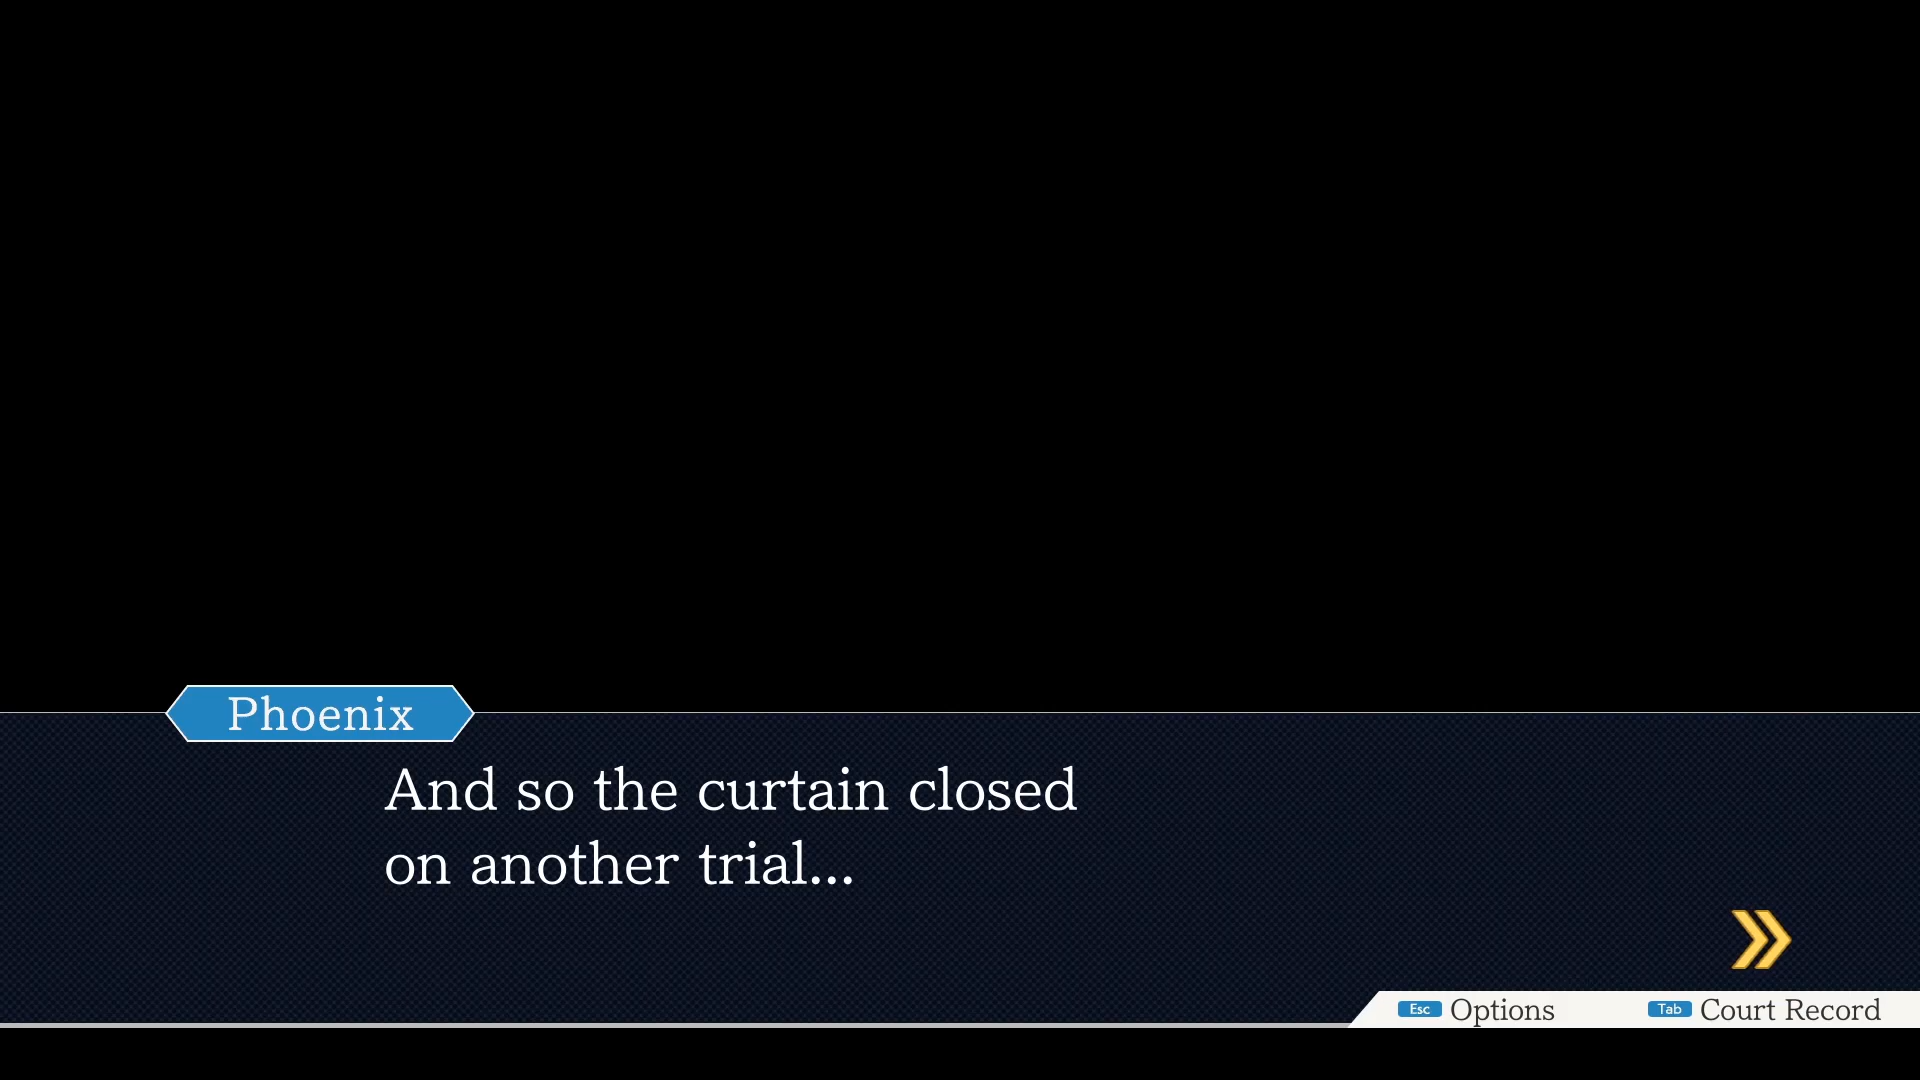 Phoenix
And so the curtain closed
on another trial...
Esc Options Tab Court Record